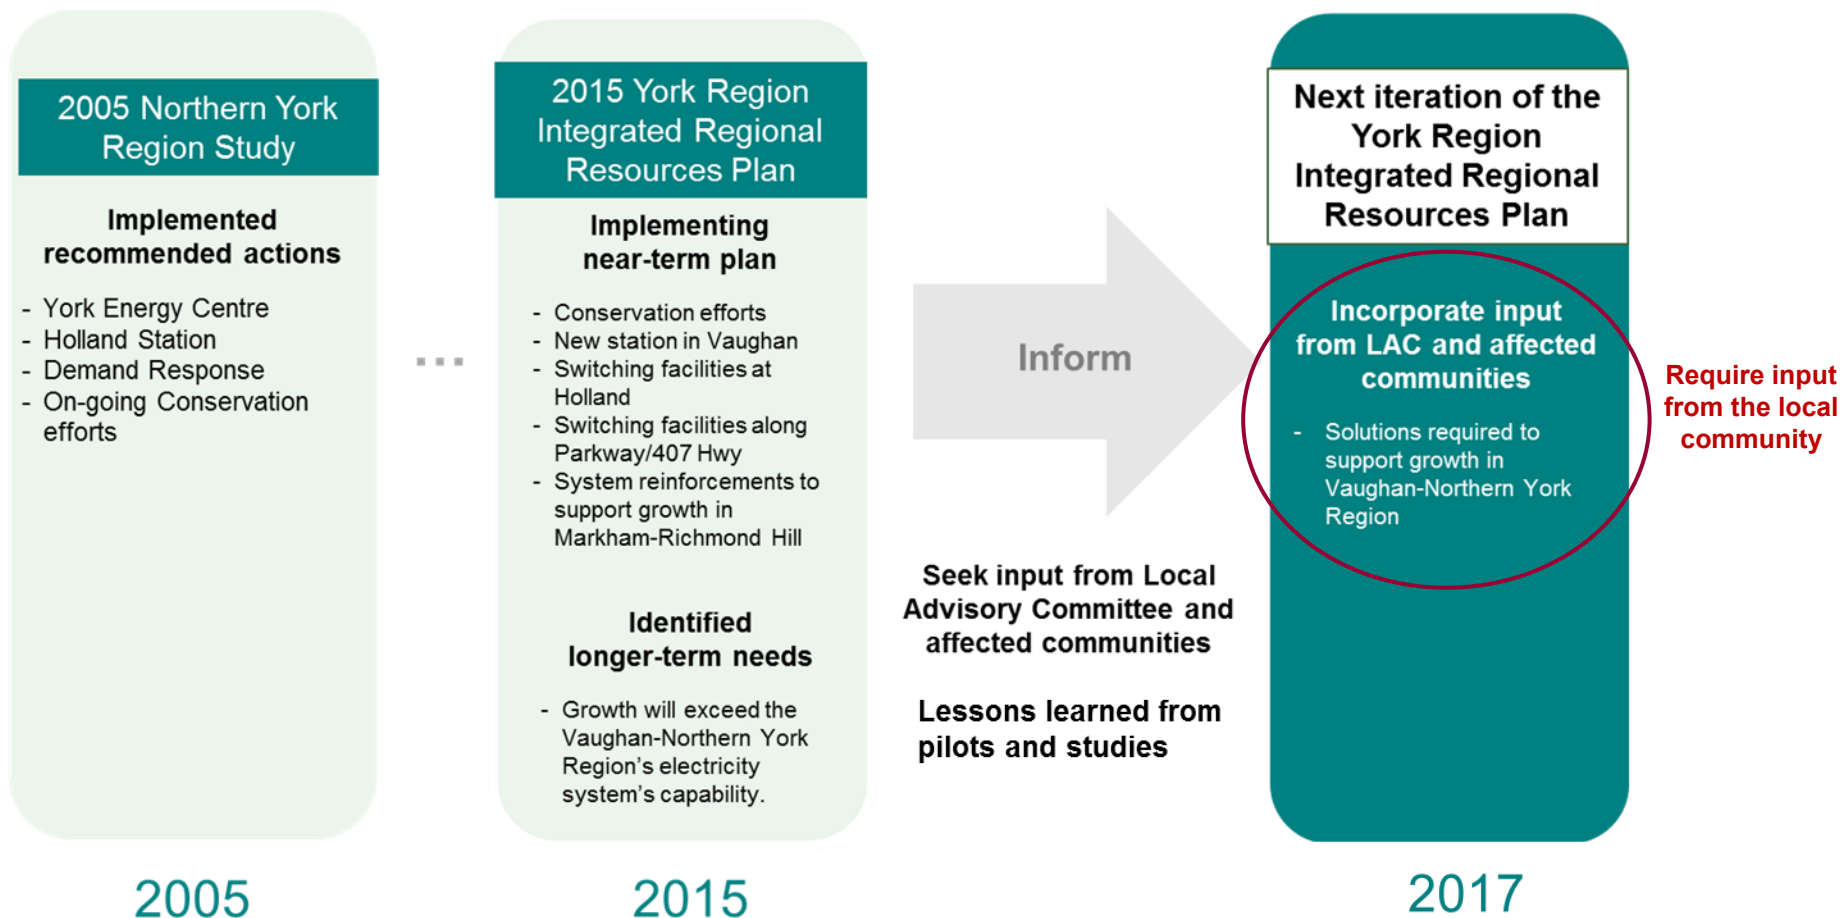 2005 Northern York
Region Study
Implemented
recommended actions
- York Energy Centre
- Holland Station
- Demand Response
- On-going Conservation
efforts
2005
...
2015 York Region
Integrated Regional
Resources Plan
Implementing
near-term plan
- Conservation efforts
- New station in Vaughan
- Switching facilities at
Holland
- Switching facilities along
Parkway/407 Hwy
- System reinforcements to
support growth in
Markham-Richmond Hill
Identified
longer-term needs
- Growth will exceed the
Vaughan-Northern York
Region's electricity
system's capability.
2015
Inform
Seek input from Local
Advisory Committee and
affected communities
Lessons learned from
pilots and studies
Next iteration of the
York Region
Integrated Regional
Resources Plan
Incorporate input
from LAC and affected
communities
- Solutions required to
support growth in
Vaughan-Northern York
Region
2017
Require input
from the local
community